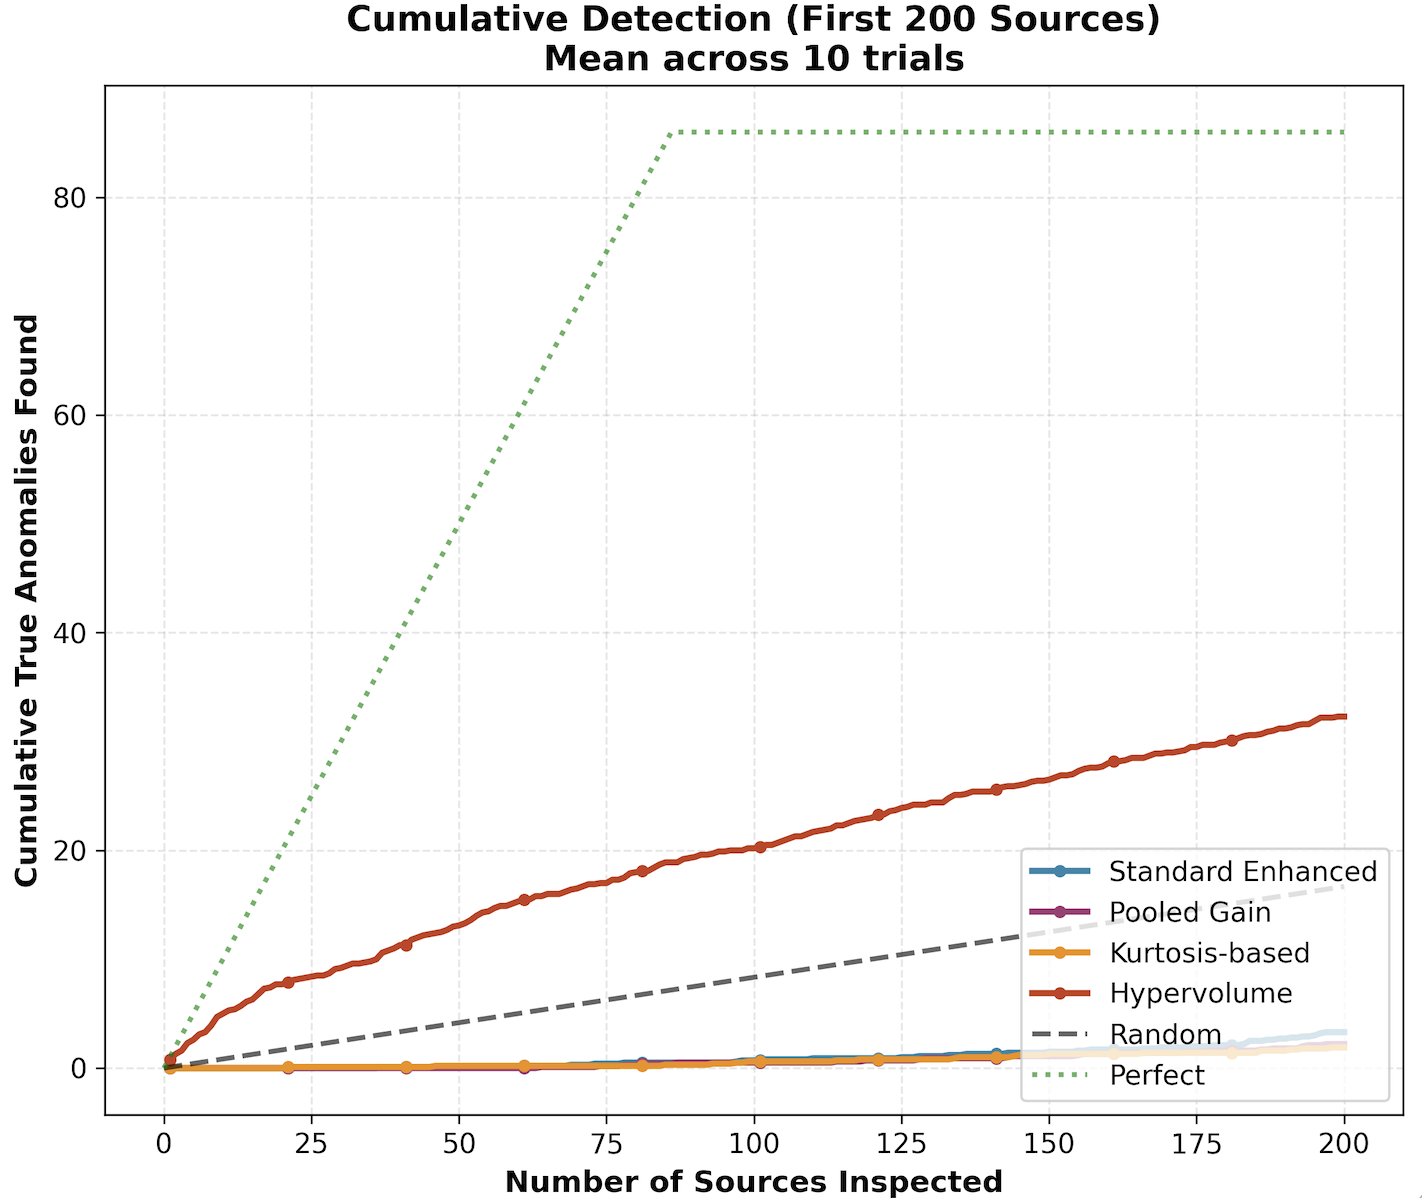 Cumulative Detection (First 200 Sources)
Mean across 10 trials
Cumulative True Anomalies Found
80
60
40
20
0
Standard Enhanced
Pooled Gain
Kurtosis-based
Hypervolume
Random
Perfect
0 25 50 75 100 125 150 175 200
Number of Sources Inspected